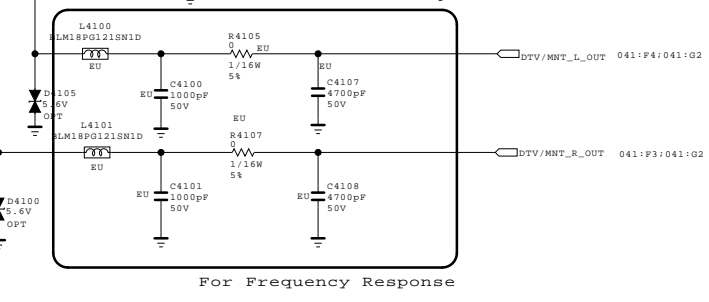 L4100
BLM18PG121SN1D
EU
R4105
0 EU
1/16W
5%
EU
C4100
1000pF
50V
EU
C4107
4700pF
50V
DTV/MNT_L_OUT 041:F4;041:G2
D4105
5.6V
OPT
L4101
BLM18PG121SN1D
EU
EU
R4107
0
1/16W
5%
EU
C4101
1000pF
50V
EU
C4108
4700pF
50V
DTV/MNT_R_OUT 041:F3;041:G2
D4100
5.6V
OPT
For Frequency Response